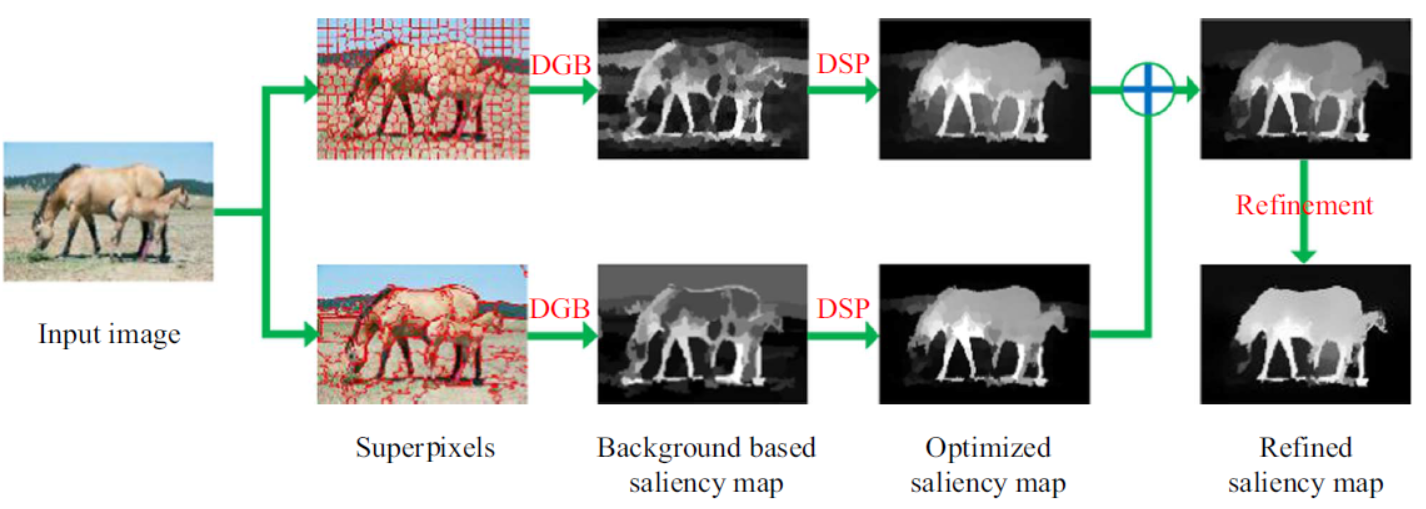 DGB
DSP
Refinement
DGB
DSP
Input image
Superpixels
Background based
saliency map
Optimized
saliency map
Refined
saliency map